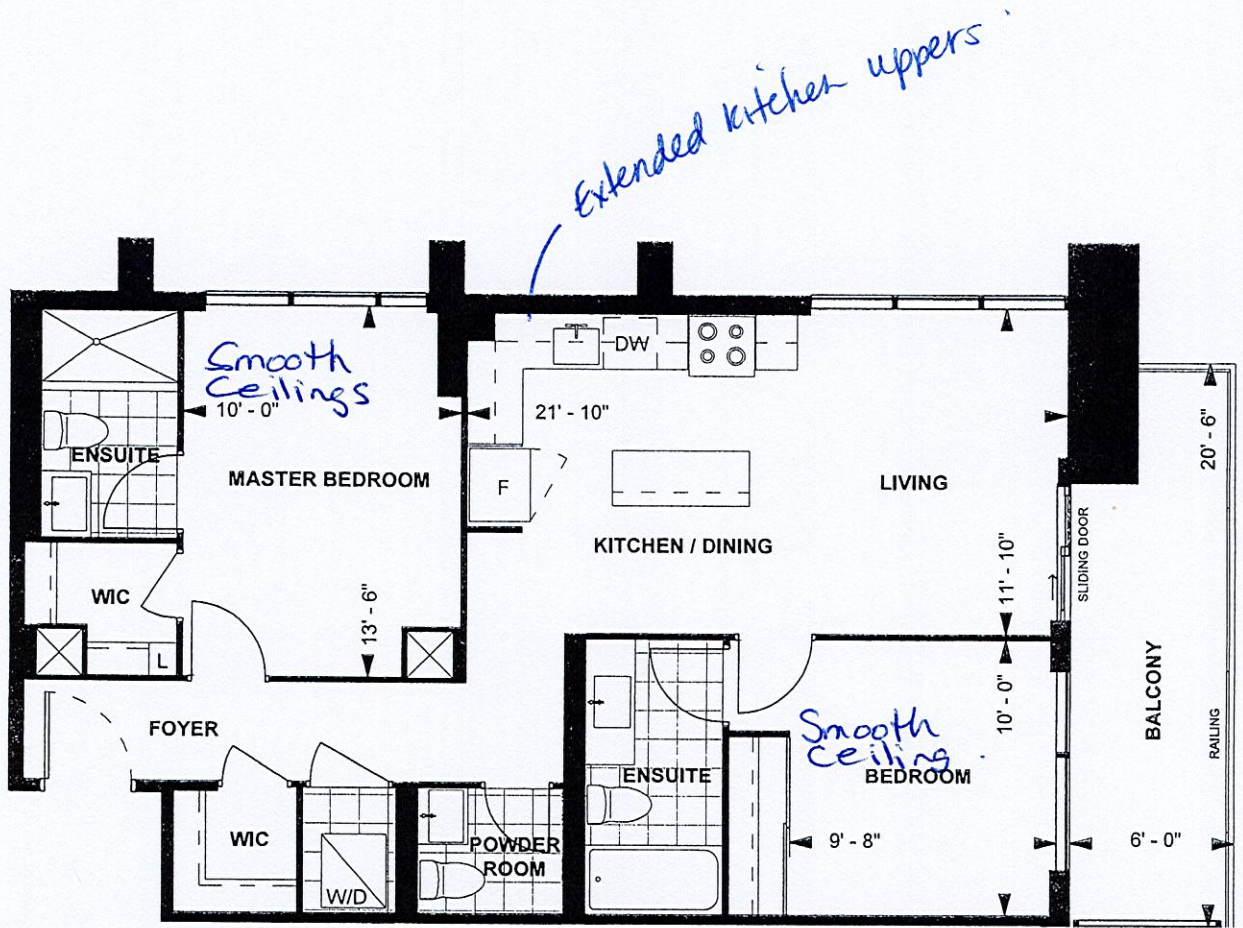 Extended kitchen uppers
Smooth
Ceilings
DW
10' - 0"
21' - 10"
20' - 6"
ENSUITE
MASTER BEDROOM
F
LIVING
KITCHEN / DINING
SLIDING DOOR
WIC
13' - 6"
11' - 10"
L
BALCONY
10' - 0"
FOYER
Smooth
Ceiling
RAILING
ENSUITE
BEDROOM
WIC
POWDER
ROOM
9' - 8"
6' - 0"
W/D